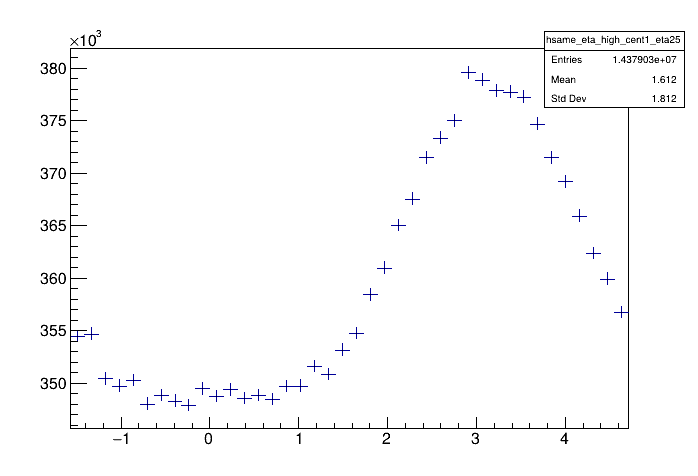 ×10³
hsame_eta_high_cent1_eta25
Entries 1.437903e+07
Mean 1.612
Std Dev 1.812
380
375
370
365
360
355
350
−1 0 1 2 3 4